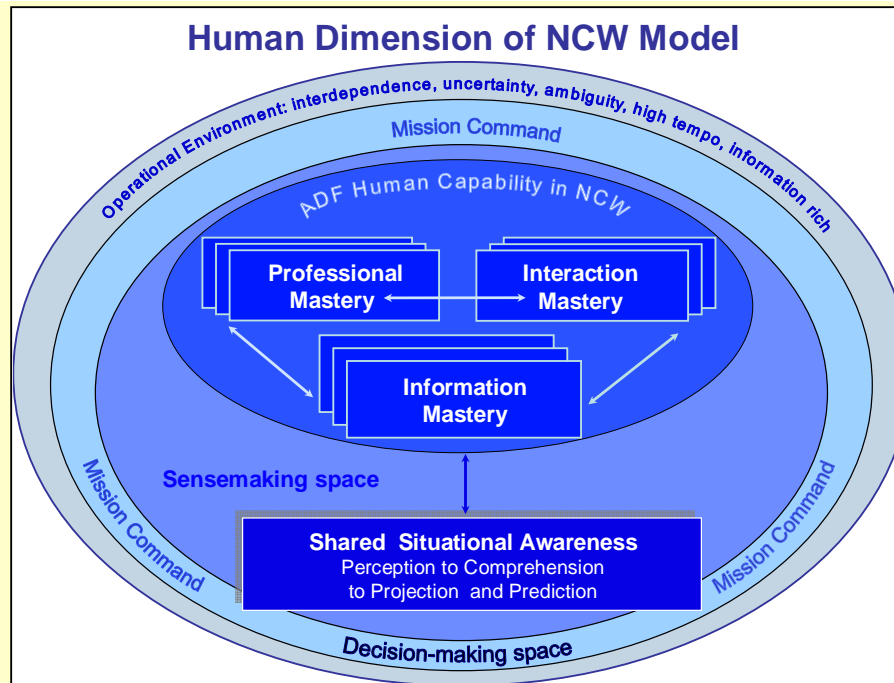 Human Dimension of NCW Model
Operational Environment: interdependence, uncertainty, ambiguity, high tempo, information rich
Mission Command
ADF Human Capability in NCW
Professional
Mastery
Interaction
Mastery
Information
Mastery
Sensemaking space
Mission Command
Mission Command
Shared Situational Awareness
Perception to Comprehension
to Projection and Prediction
Decision-making space